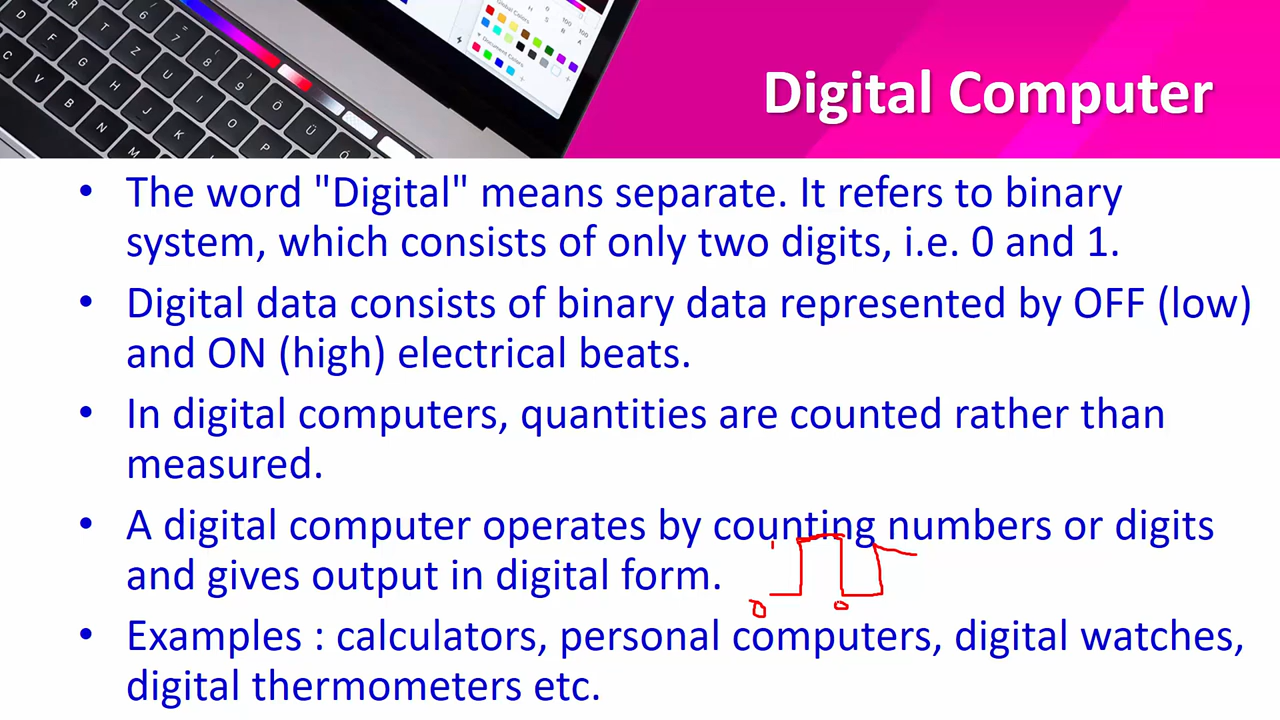 Digital Computer
• The word "Digital" means separate. It refers to binary
system, which consists of only two digits, i.e. 0 and 1.
• Digital data consists of binary data represented by OFF (low)
and ON (high) electrical beats.
• In digital computers, quantities are counted rather than
measured.
• A digital computer operates by counting numbers or digits
and gives output in digital form.
0 0
• Examples : calculators, personal computers, digital watches,
digital thermometers etc.